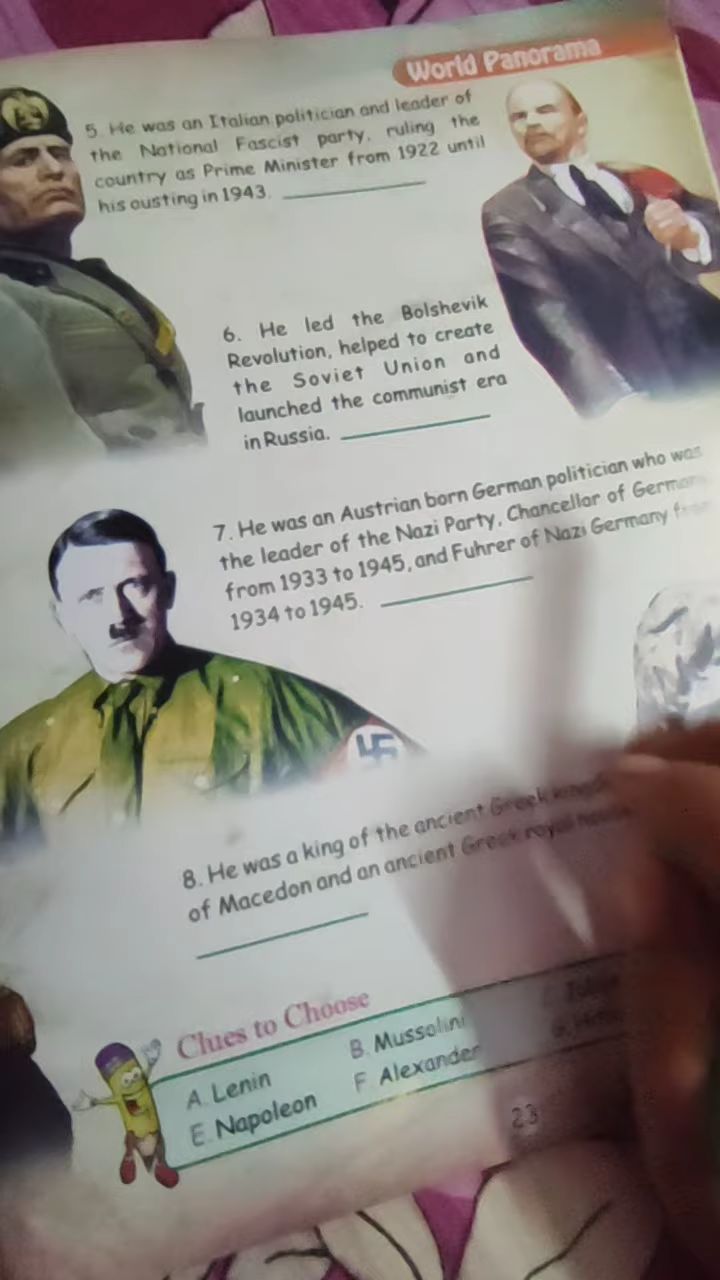 World Panorama
5. He was an Italian politician and leader of
the National Fascist party, ruling the
country as Prime Minister from 1922 until
his ousting in 1943.
6. He led the Bolshevik
Revolution, helped to create
the Soviet Union and
launched the communist era
in Russia.
7. He was an Austrian born German politician who was
the leader of the Nazi Party, Chancellor of Germany
from 1933 to 1945, and Fuhrer of Nazi Germany from
1934 to 1945.
8. He was a king of the ancient Greek
of Macedon and an ancient Greek royal
Clues to Choose
A. Lenin B. Mussolini
E. Napoleon F. Alexander
23